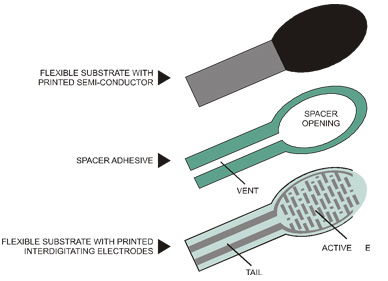 FLEXIBLE SUBSTRATE WITH
PRINTED SEMI-CONDUCTOR
SPACER
OPENING
SPACER ADHESIVE
VENT
FLEXIBLE SUBSTRATE WITH PRINTED
INTERDIGITATING ELECTRODES
ACTIVE E
TAIL